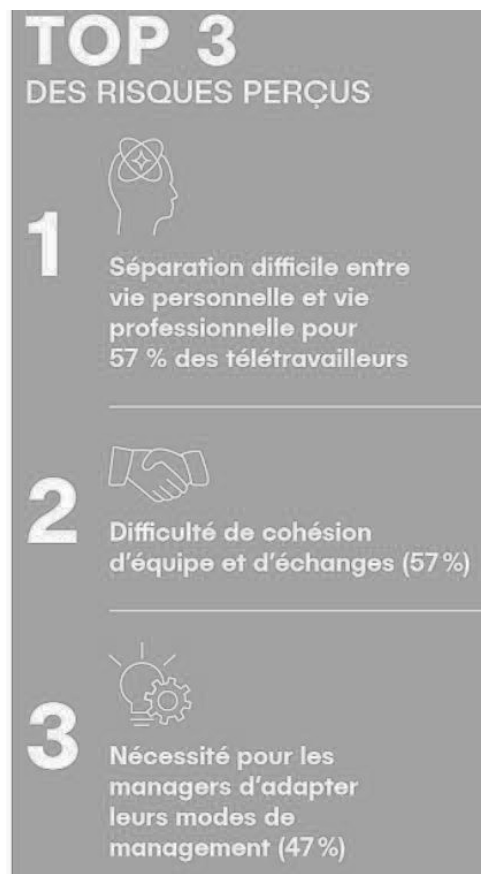 TOP 3
DES RISQUES PERÇUS
1
Séparation difficile entre
vie personnelle et vie
professionnelle pour
57 % des télétravailleurs
2
Difficulté de cohésion
d'équipe et d'échanges (57 %)
3
Nécessité pour les
managers d'adapter
leurs modes de
management (47 %)